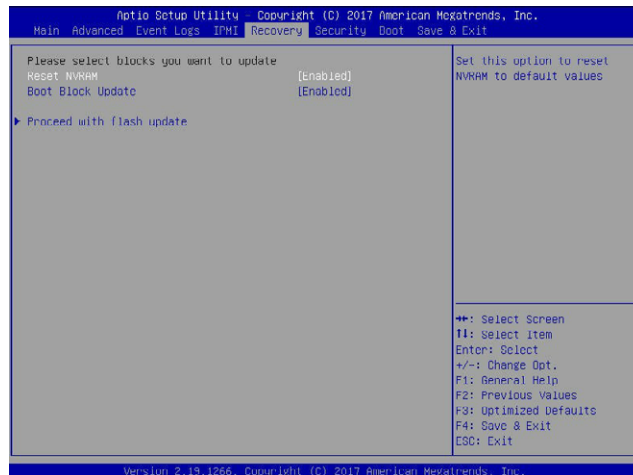 Aptio Setup Utility - Copyright (C) 2017 American Megatrends, Inc.
Main Advanced Event Logs IPMI Recovery Security Boot Save & Exit
Please select blocks you want to update
Reset NVRAM [Enabled]
Boot Block Update [Enabled]
Proceed with flash update
Set this option to reset
NVRAM to default values
↔: Select Screen
↑↓: Select Item
Enter: Select
+/-: Change Opt.
F1: General Help
F2: Previous Values
F3: Optimized Defaults
F4: Save & Exit
ESC: Exit
Version 2.19.1266. Copyright (C) 2017 American Megatrends, Inc.